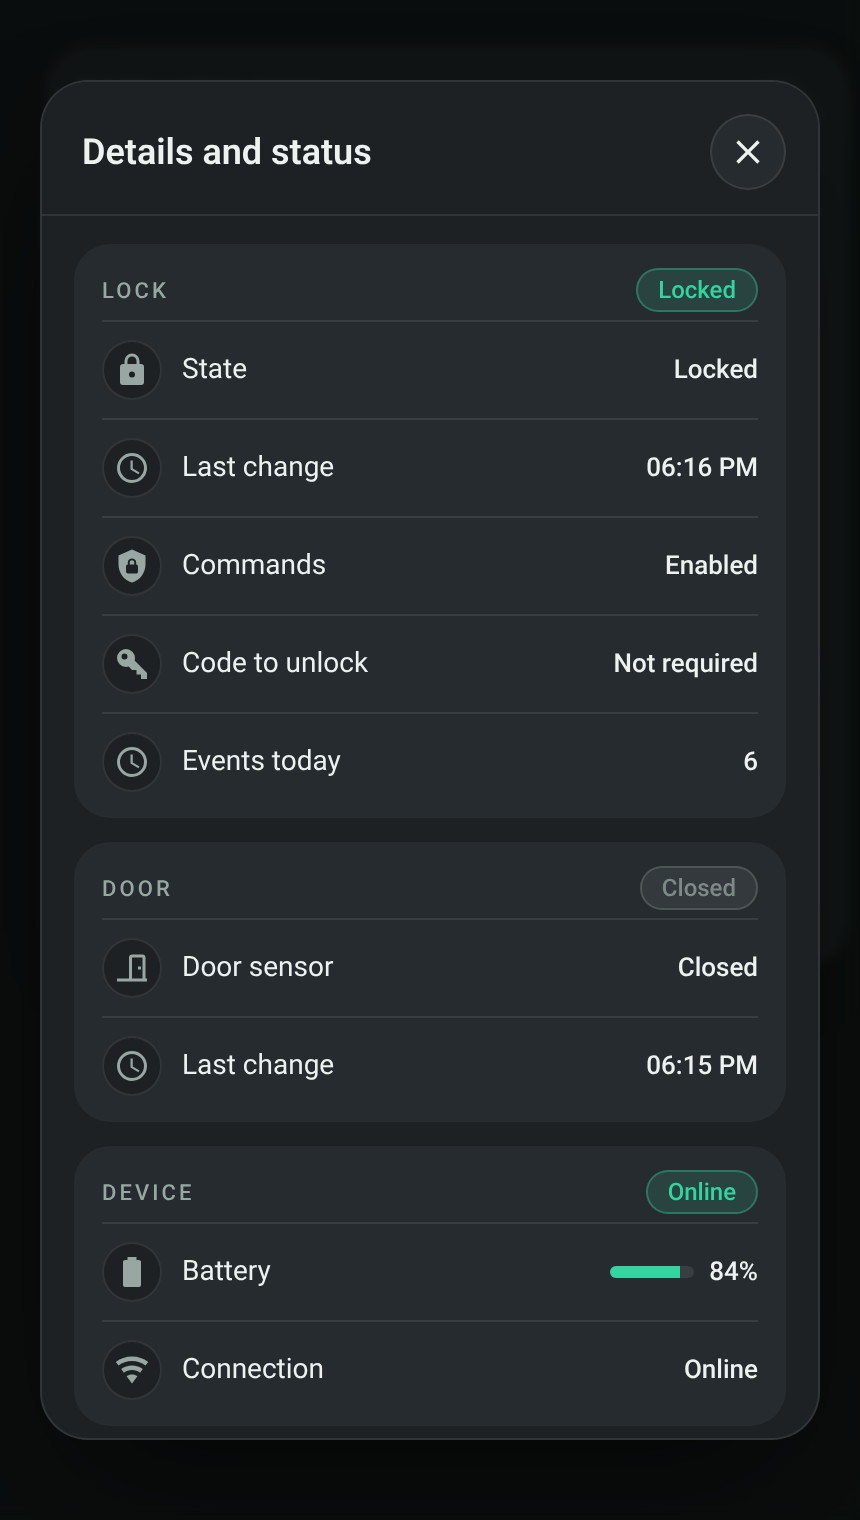 Details and status
LOCK Locked
State Locked
Last change 06:16 PM
Commands Enabled
Code to unlock Not required
Events today 6
DOOR Closed
Door sensor Closed
Last change 06:15 PM
DEVICE Online
Battery 84%
Connection Online